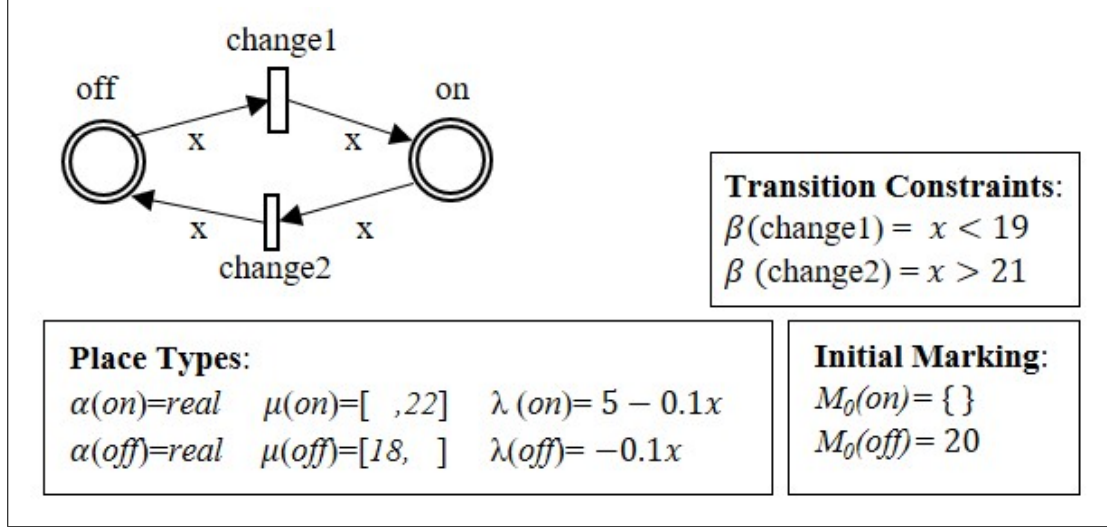 change1
off
on
x
x
x
x
change2
Transition Constraints:
β(change1) = x < 19
β (change2) = x > 21
Place Types:
α(on)=real μ(on)=[ ,22] λ (on)= 5 − 0.1x
α(off)=real μ(off)=[18, ] λ(off)= −0.1x
Initial Marking:
M₀(on) = { }
M₀(off) = 20